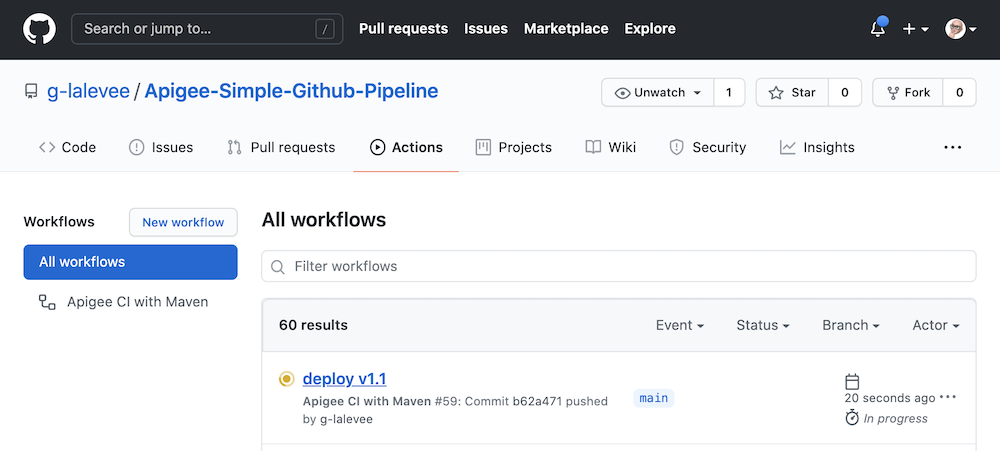 Search or jump to... / Pull requests Issues Marketplace Explore
g-lalevee / Apigee-Simple-Github-Pipeline Unwatch 1 Star 0 Fork 0
Code Issues Pull requests Actions Projects Wiki Security Insights ...
Workflows New workflow
All workflows
Apigee CI with Maven
All workflows
Filter workflows
60 results Event Status Branch Actor
deploy v1.1
Apigee CI with Maven #59: Commit b62a471 pushed
by g-lalevee
main
20 seconds ago ...
In progress